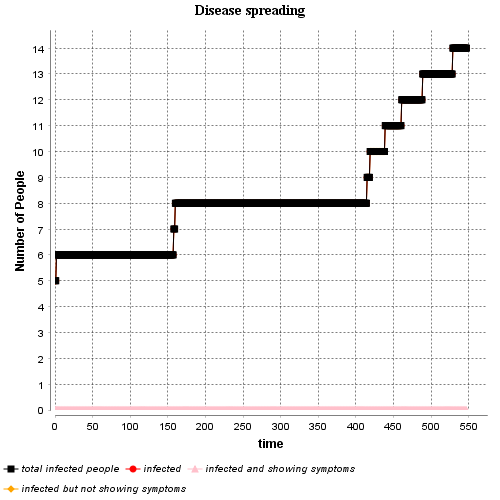 Disease spreading
14
13
12
11
10
9
8
7
6
5
4
3
2
1
0
Number of People
0 50 100 150 200 250 300 350 400 450 500 550
time
total infected people infected infected and showing symptoms
infected but not showing symptoms